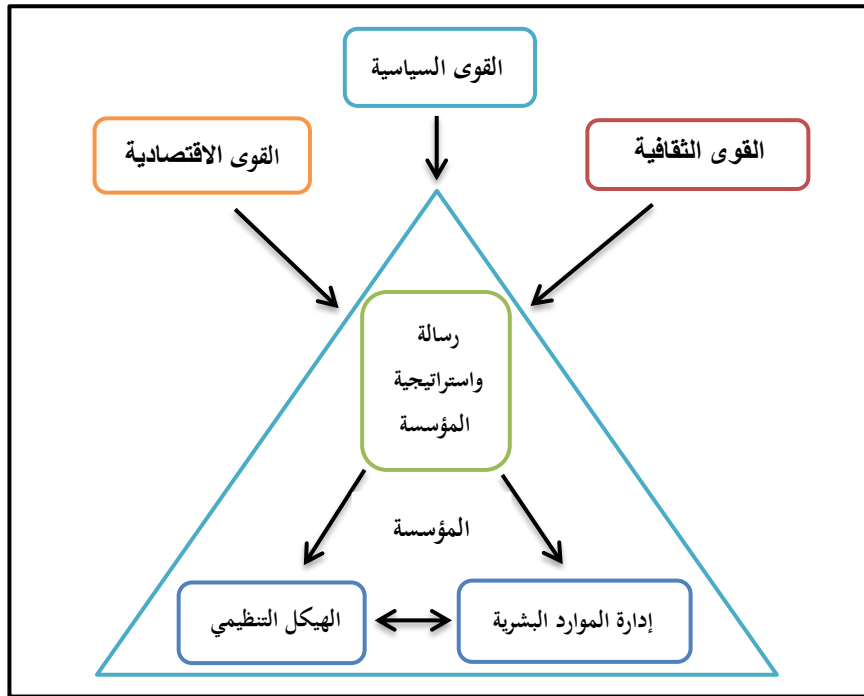 القوى السياسية
القوى الثقافية
القوى الاقتصادية
رسالة
واستراتيجية
المؤسسة
المؤسسة
إدارة الموارد البشرية
الهيكل التنظيمي